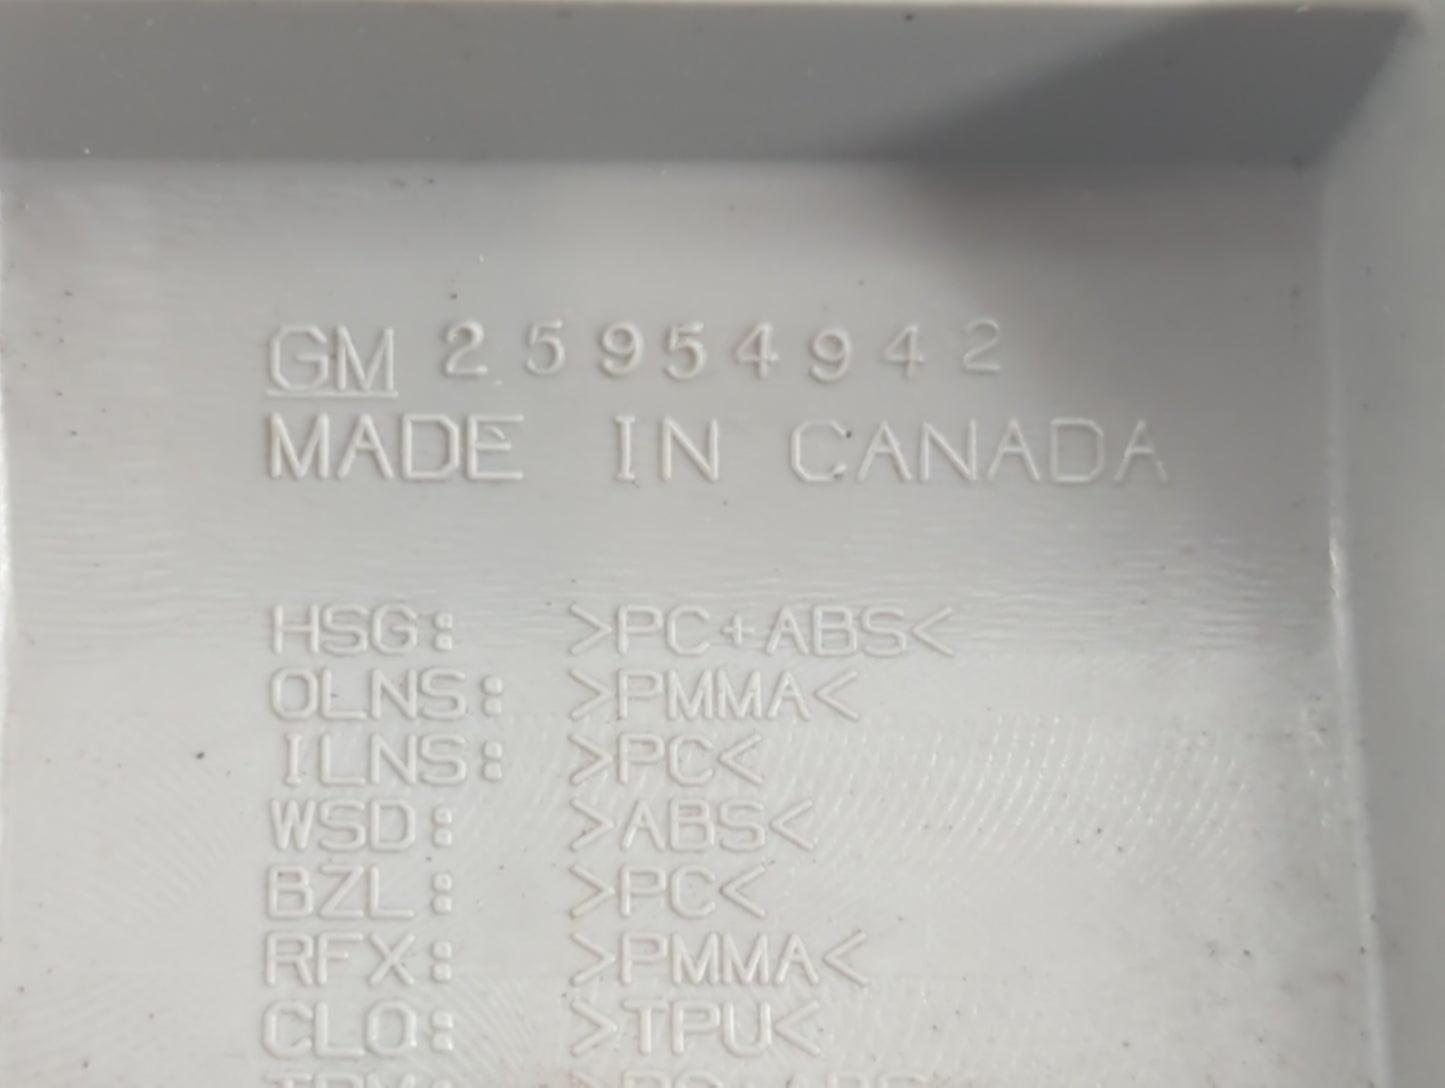 GM 25954942
MADE IN CANADA
HSG: >PC+ABS<
OLNS: >PMMA<
ILNS: >PC<
WSD: >ABS<
BZL: >PC<
RFX: >PMMA<
CLQ: >TPU<